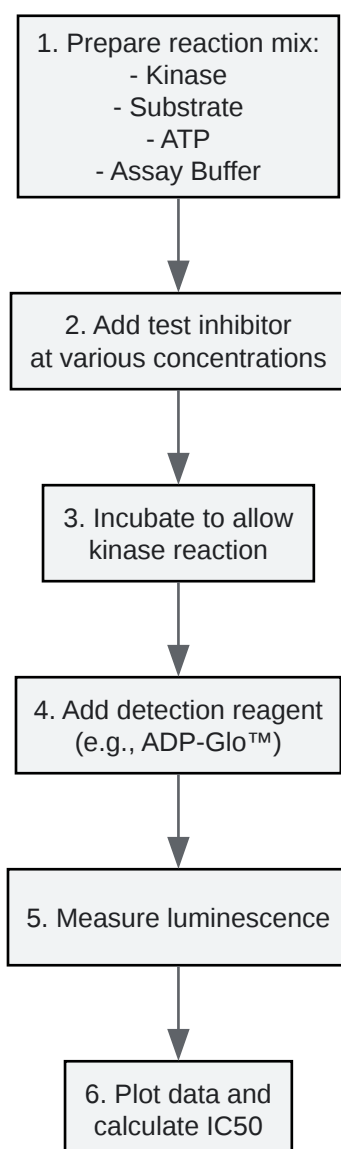 1. Prepare reaction mix:
- Kinase
- Substrate
- ATP
- Assay Buffer
2. Add test inhibitor
at various concentrations
3. Incubate to allow
kinase reaction
4. Add detection reagent
(e.g., ADP-Glo™)
5. Measure luminescence
6. Plot data and
calculate IC50